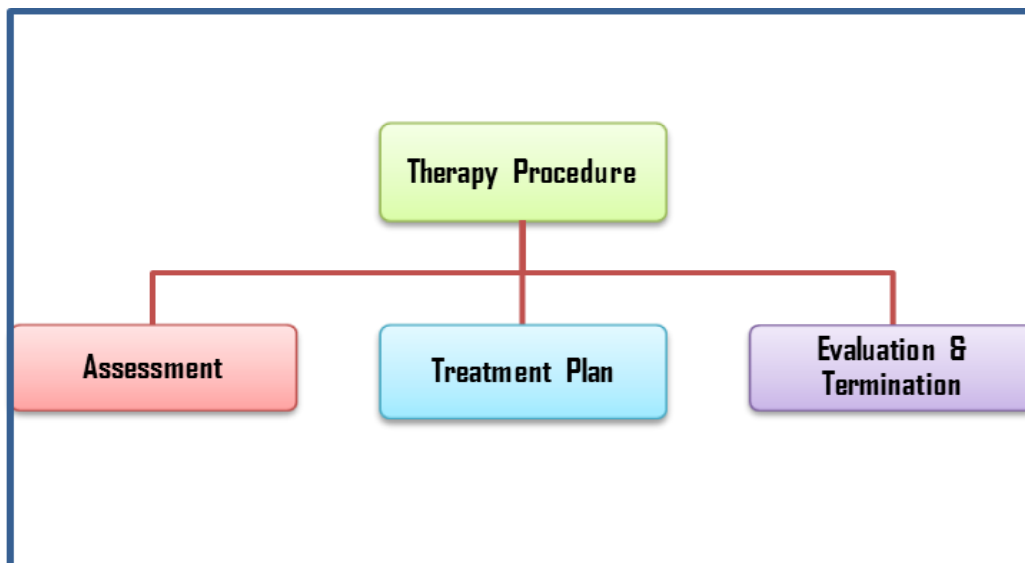 Therapy Procedure
Assessment
Treatment Plan
Evaluation &
Termination